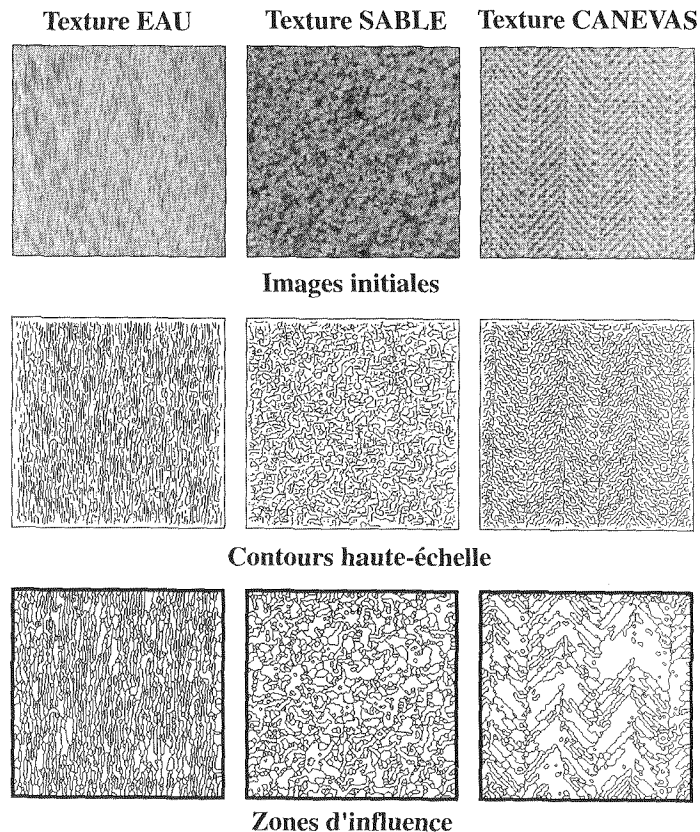 Texture EAU Texture SABLE Texture CANEVAS
Images initiales
Contours haute-échelle
Zones d'influence